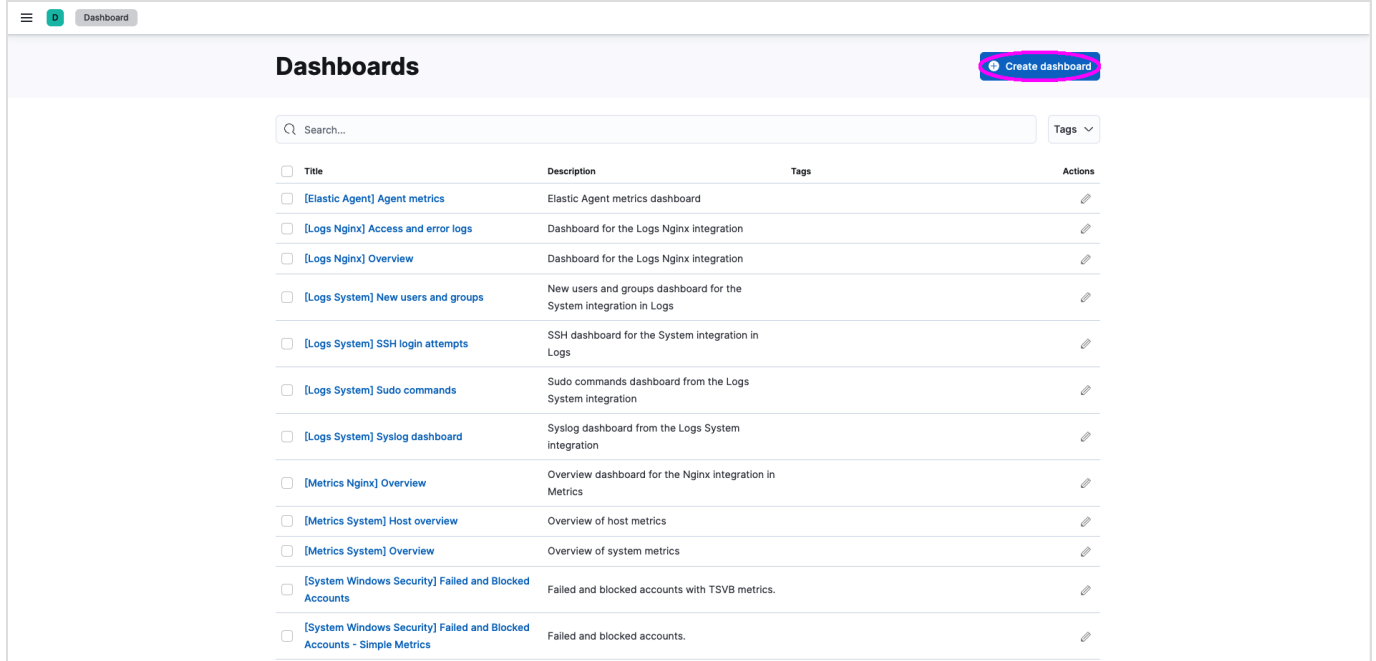 D Dashboard
Dashboards
Create dashboard
Search...
Tags
Title Description Tags Actions
[Elastic Agent] Agent metrics Elastic Agent metrics dashboard
[Logs Nginx] Access and error logs Dashboard for the Logs Nginx integration
[Logs Nginx] Overview Dashboard for the Logs Nginx integration
[Logs System] New users and groups New users and groups dashboard for the
System integration in Logs
[Logs System] SSH login attempts SSH dashboard for the System integration in
Logs
[Logs System] Sudo commands Sudo commands dashboard from the Logs
System integration
[Logs System] Syslog dashboard Syslog dashboard from the Logs System
integration
[Metrics Nginx] Overview Overview dashboard for the Nginx integration in
Metrics
[Metrics System] Host overview Overview of host metrics
[Metrics System] Overview Overview of system metrics
[System Windows Security] Failed and Blocked
Accounts Failed and blocked accounts with TSVB metrics.
[System Windows Security] Failed and Blocked
Accounts - Simple Metrics Failed and blocked accounts.